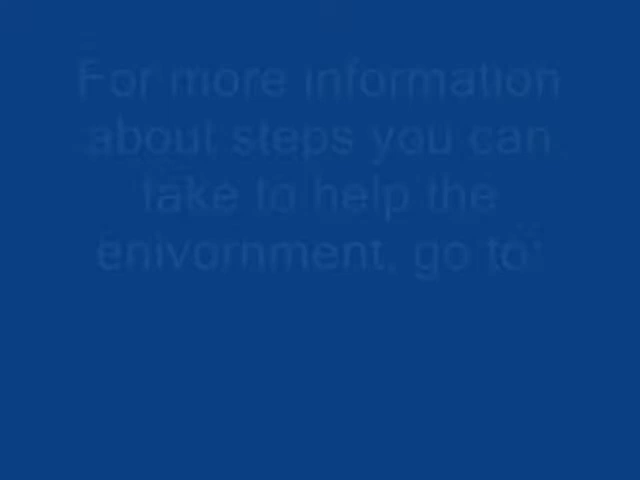 For more information
about steps you can
take to help the
enivornment, go to: